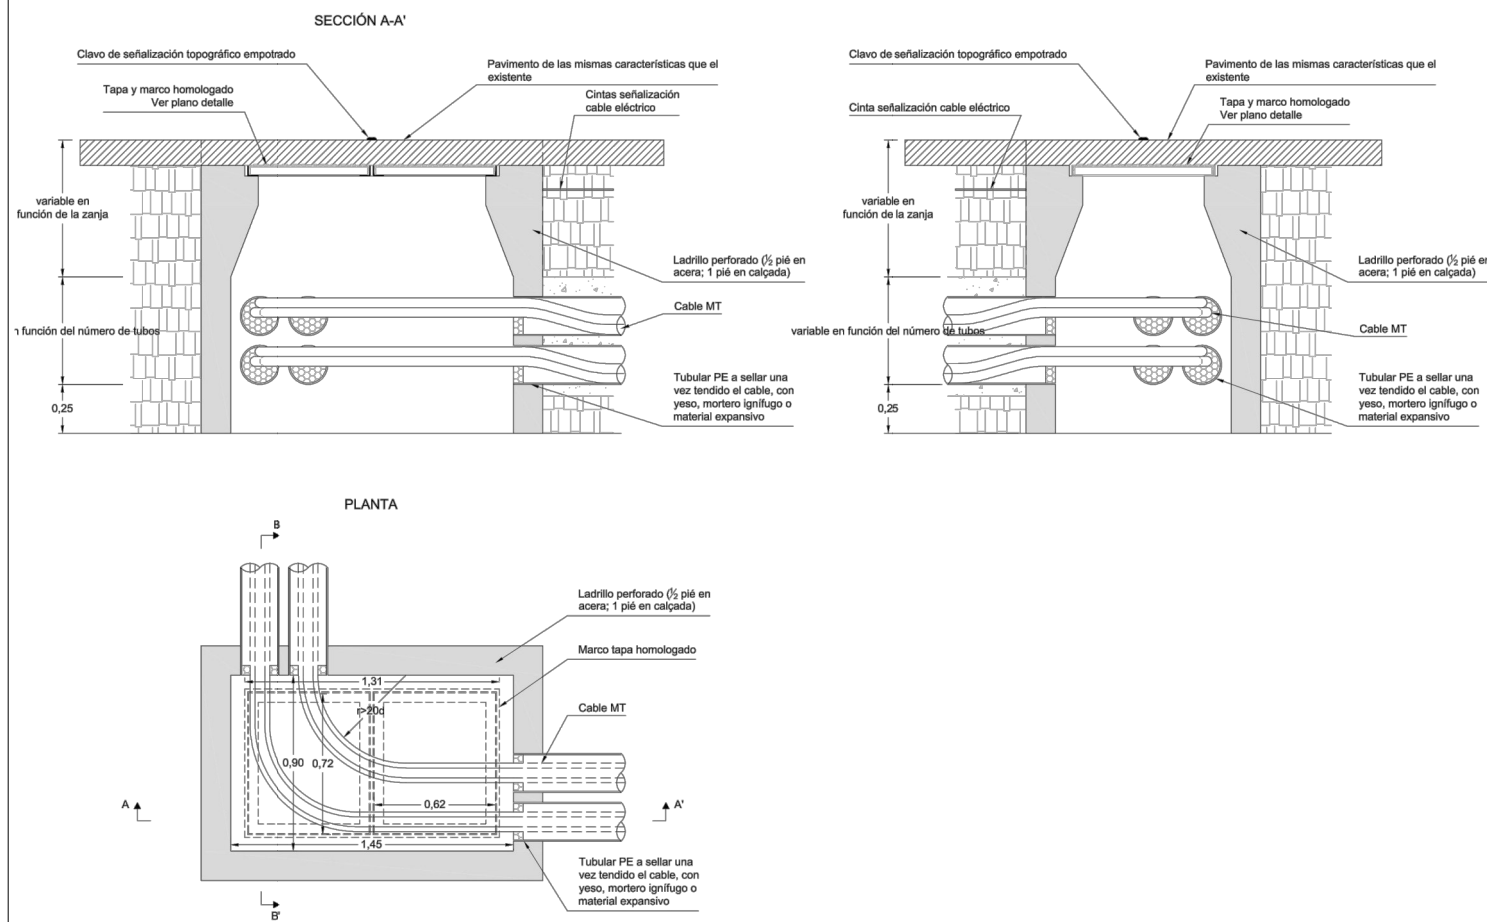 SECCIÓN A-A'
Clavo de señalización topográfico empotrado
Pavimento de las mismas características que el
existente
Tapa y marco homologado
Ver plano detalle
Cintas señalización
cable eléctrico
variable en
función de la zanja
Ladrillo perforado (½ pié en
acera; 1 pié en calçada)
Cable MT
n función del número de tubos
Tubular PE a sellar una
vez tendido el cable, con
yeso, mortero ignífugo o
material expansivo
0,25
Clavo de señalización topográfico empotrado
Pavimento de las mismas características que el
existente
Cinta señalización cable eléctrico
Tapa y marco homologado
Ver plano detalle
variable en
función de la zanja
Ladrillo perforado (½ pié en
acera; 1 pié en calçada)
variable en función del número de tubos
Cable MT
Tubular PE a sellar una
vez tendido el cable, con
yeso, mortero ignífugo o
material expansivo
0,25
PLANTA
B
Ladrillo perforado (½ pié en
acera; 1 pié en calçada)
Marco tapa homologado
1,31
r>20d
Cable MT
0,90
0,72
0,62
A
A'
1,45
Tubular PE a sellar una
vez tendido el cable, con
yeso, mortero ignífugo o
material expansivo
B'